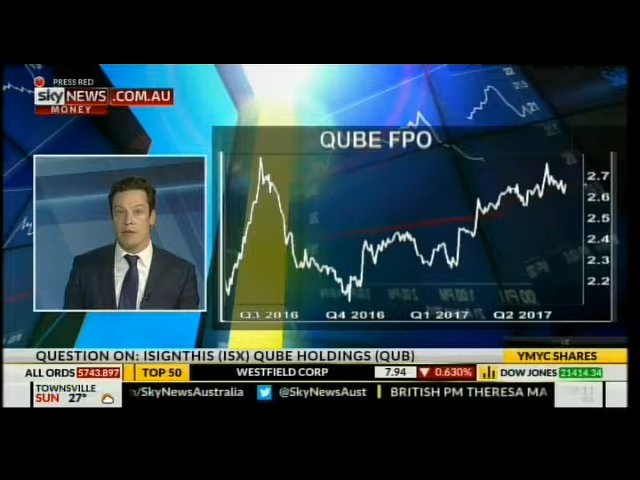 PRESS RED
sky NEWS .COM.AU
MONEY
QUBE FPO
2.7
2.6
2.5
2.4
2.3
2.2
Q3 2016 Q4 2016 Q1 2017 Q2 2017
QUESTION ON: ISIGNTHIS (ISX) QUBE HOLDINGS (QUB) YMYC SHARES
ALL ORDS 5743.897 TOP 50 WESTFIELD CORP 7.94 0.630% DOW JONES 21414.34
TOWNSVILLE
SUN 27° /SkyNewsAustralia @SkyNewsAust BRITISH PM THERESA MA